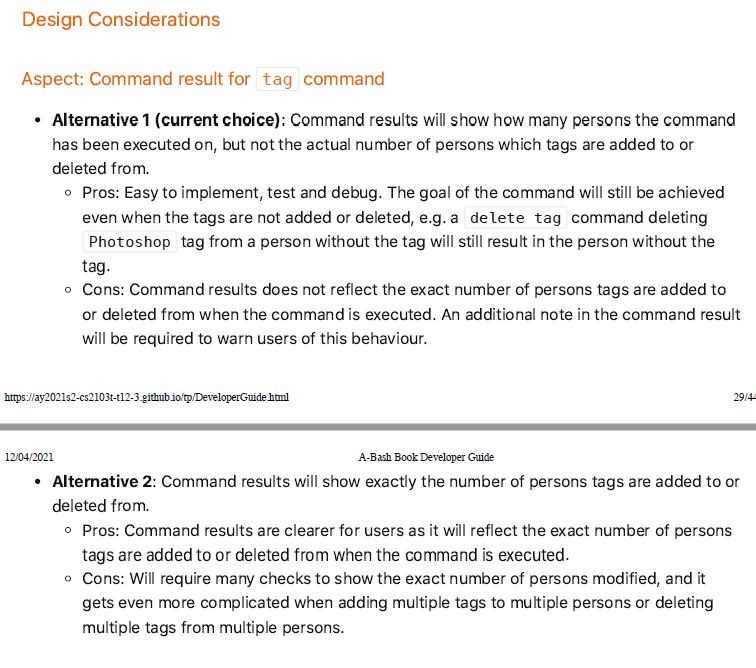 Design Considerations
Aspect: Command result for tag command
• Alternative 1 (current choice): Command results will show how many persons the command
has been executed on, but not the actual number of persons which tags are added to or
deleted from.
◦ Pros: Easy to implement, test and debug. The goal of the command will still be achieved
even when the tags are not added or deleted, e.g. a delete tag command deleting
Photoshop tag from a person without the tag will still result in the person without the
tag.
◦ Cons: Command results does not reflect the exact number of persons tags are added to
or deleted from when the command is executed. An additional note in the command result
will be required to warn users of this behaviour.
https://ay2021s2-cs2103t-t12-3.github.io/tp/DeveloperGuide.html 29/44
12/04/2021 A-Bash Book Developer Guide
• Alternative 2: Command results will show exactly the number of persons tags are added to or
deleted from.
◦ Pros: Command results are clearer for users as it will reflect the exact number of persons
tags are added to or deleted from when the command is executed.
◦ Cons: Will require many checks to show the exact number of persons modified, and it
gets even more complicated when adding multiple tags to multiple persons or deleting
multiple tags from multiple persons.